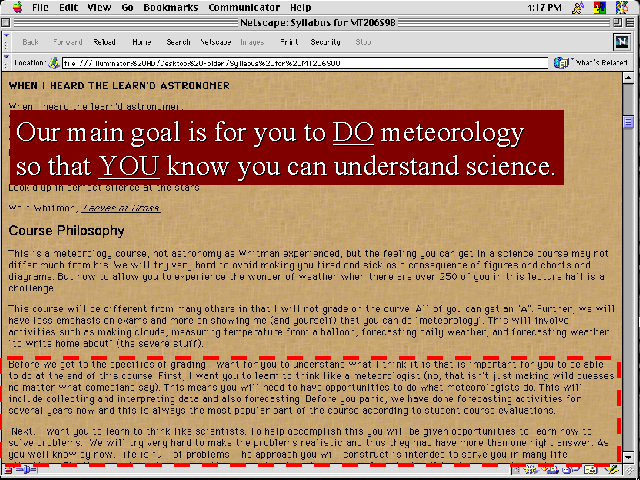 File Edit View Go Bookmarks Communicator Help 1:17 PM
Netscape: Syllabus for MT206S98
Back Forward Reload Home Search Netscape Images Print Security Stop
Location: What's Related
WHEN I HEARD THE LEARN'D ASTRONOMER
When I heard the learn'd astronomer,
Our main goal is for you to DO meteorology
so that YOU know you can understand science.
Look'd up in perfect silence at the stars.
Walt Whitman, Leaves of Grass.
Course Philosophy
This is a meteorology course, not astronomy as Whitman experienced, but the feeling you can get in a science course may not
differ much from his. We will try very hard to avoid making you tired and sick as a consequence of figures and charts and
diagrams. But how to allow you to experience the wonder of weather when there are over 250 of you in this lecture hall is a
challenge.
This course will be different from many others in that I will not grade on the curve. All of you can get an "A". Further, we will
have less emphasis on exams and more on showing me (and yourself) that you can do "meteorology". This will involve
activities such as making clouds, measuring temperature from a balloon, forecasting daily weather, and forecasting weather
"to write home about" (the severe stuff).
Before we get to the specifics of grading I want for you to understand what I think it is that is important for you to be able
to do at the end of this course. First, I want you to learn to think like a meteorologist (no, that isn't just making wild guesses
no matter what comedians say). This means you will need to have opportunities to do what meteorologists do. This will
include collecting and interpreting data and also forecasting. Before you panic, we have done forecasting activities for
several years now and this is always the most popular part of the course according to student course evaluations.
Next, I want you to learn to think like scientists. To help accomplish this you will be given opportunities to learn how to
solve problems. We will try very hard to make the problems realistic and thus they may have more than one right answer. As
you well know by now, life is full of problems. The approach you will construct is intended to serve you in many life